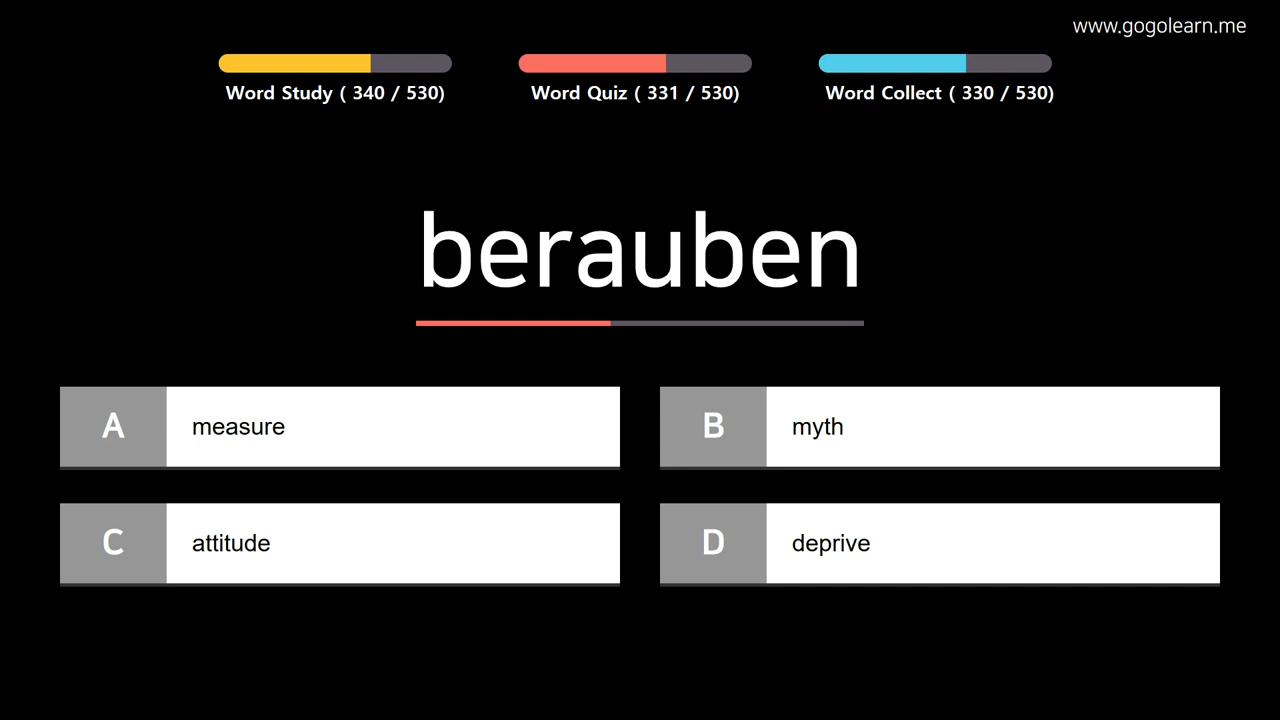 www.gogolearn.me
Word Study ( 340 / 530)
Word Quiz ( 331 / 530)
Word Collect ( 330 / 530)
berauben
A measure
B myth
C attitude
D deprive